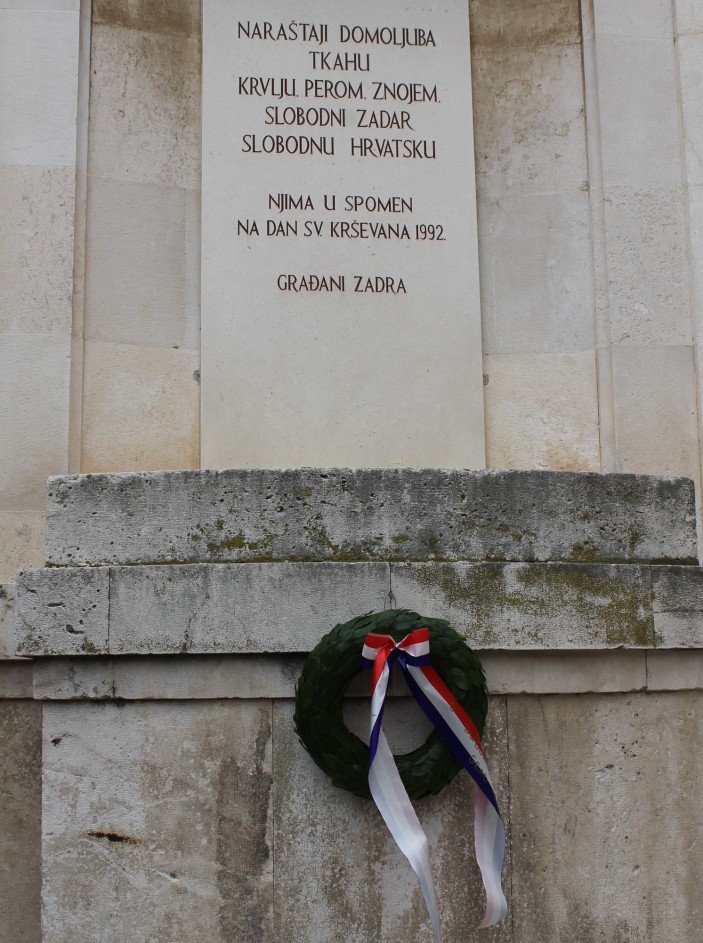 NARAŠTAJI DOMOLJUBA
TKAHU
KRVLJU, PEROM, ZNOJEM,
SLOBODNI ZADAR
SLOBODNU HRVATSKU
NJIMA U SPOMEN
NA DAN SV. KRŠEVANA 1992.
GRAĐANI ZADRA